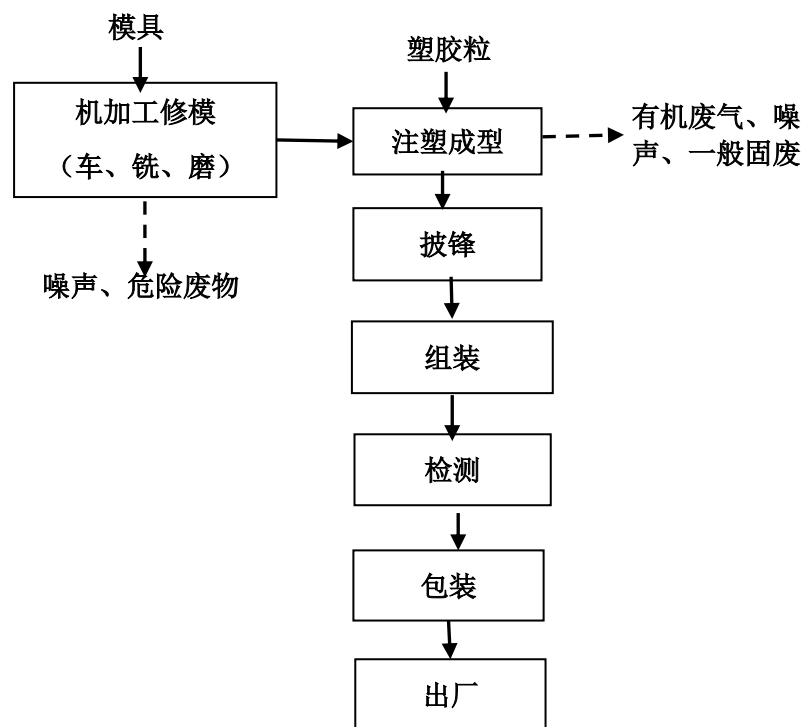 模具
塑胶粒
机加工修模
（车、铣、磨）
注塑成型
有机废气、噪
声、一般固废
披锋
噪声、危险废物
组装
检测
包装
出厂